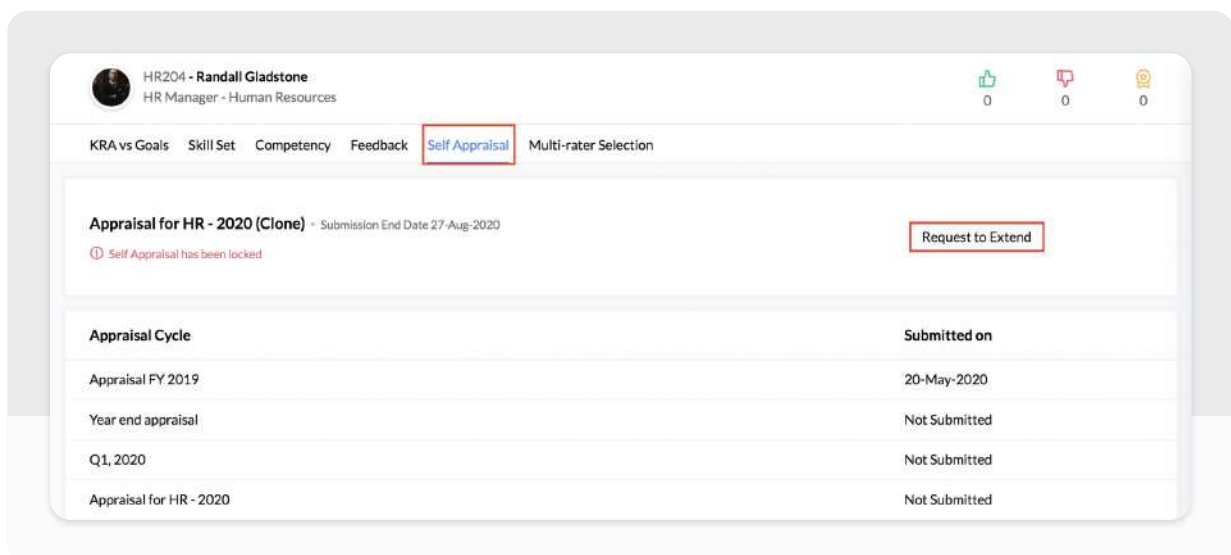 HR204 - Randall Gladstone
HR Manager - Human Resources
0 0 0
KRA vs Goals Skill Set Competency Feedback Self Appraisal Multi-rater Selection
Appraisal for HR - 2020 (Clone) - Submission End Date 27-Aug-2020
Request to Extend
Self Appraisal has been locked
Appraisal Cycle Submitted on
Appraisal FY 2019 20-May-2020
Year end appraisal Not Submitted
Q1, 2020 Not Submitted
Appraisal for HR - 2020 Not Submitted